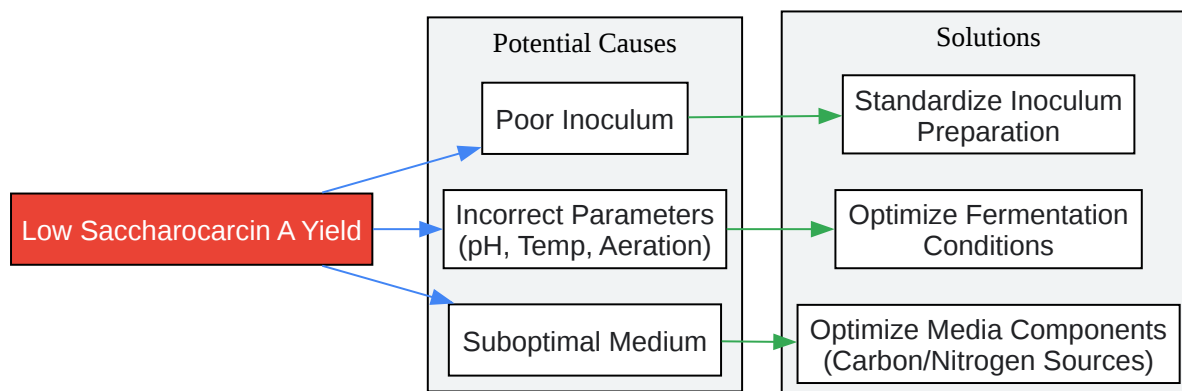 Potential Causes
Solutions
Poor Inoculum
Standardize Inoculum
Preparation
Low Saccharocarcin A Yield
Incorrect Parameters
(pH, Temp, Aeration)
Optimize Fermentation
Conditions
Suboptimal Medium
Optimize Media Components
(Carbon/Nitrogen Sources)